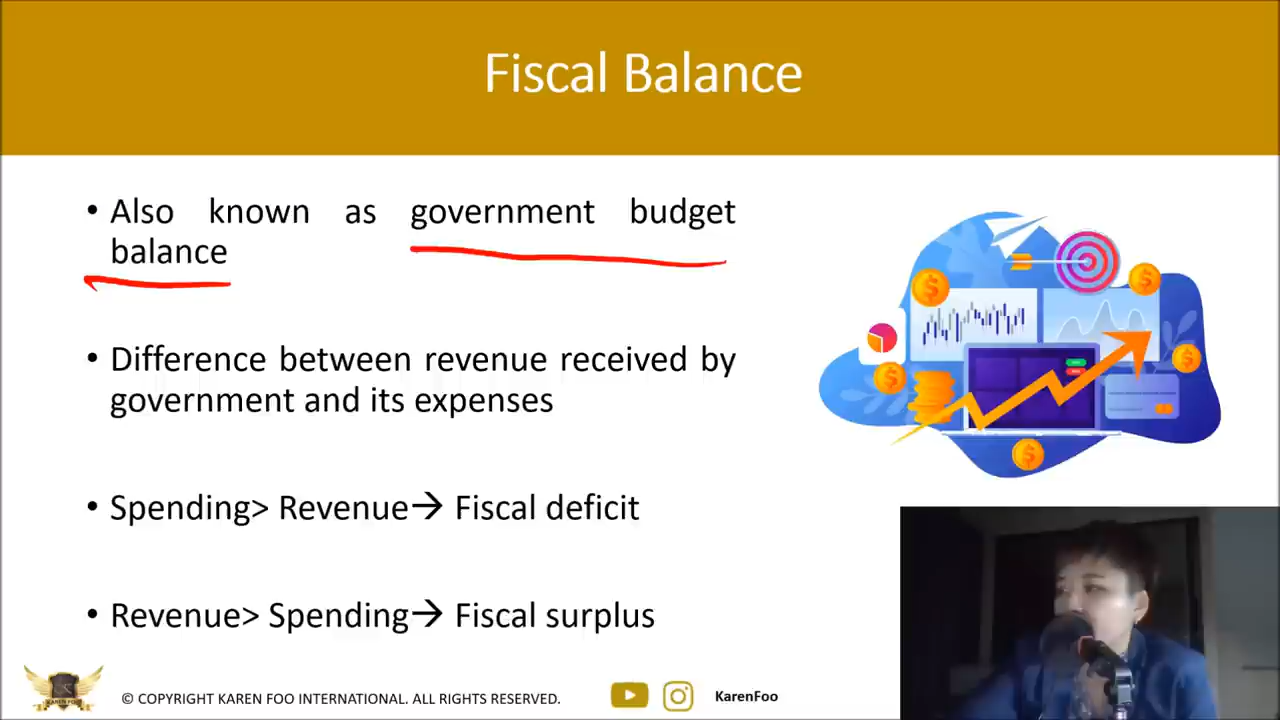 Fiscal Balance
• Also known as government budget
balance
• Difference between revenue received by
government and its expenses
• Spending> Revenue→ Fiscal deficit
• Revenue> Spending→ Fiscal surplus
© COPYRIGHT KAREN FOO INTERNATIONAL. ALL RIGHTS RESERVED.
KarenFoo